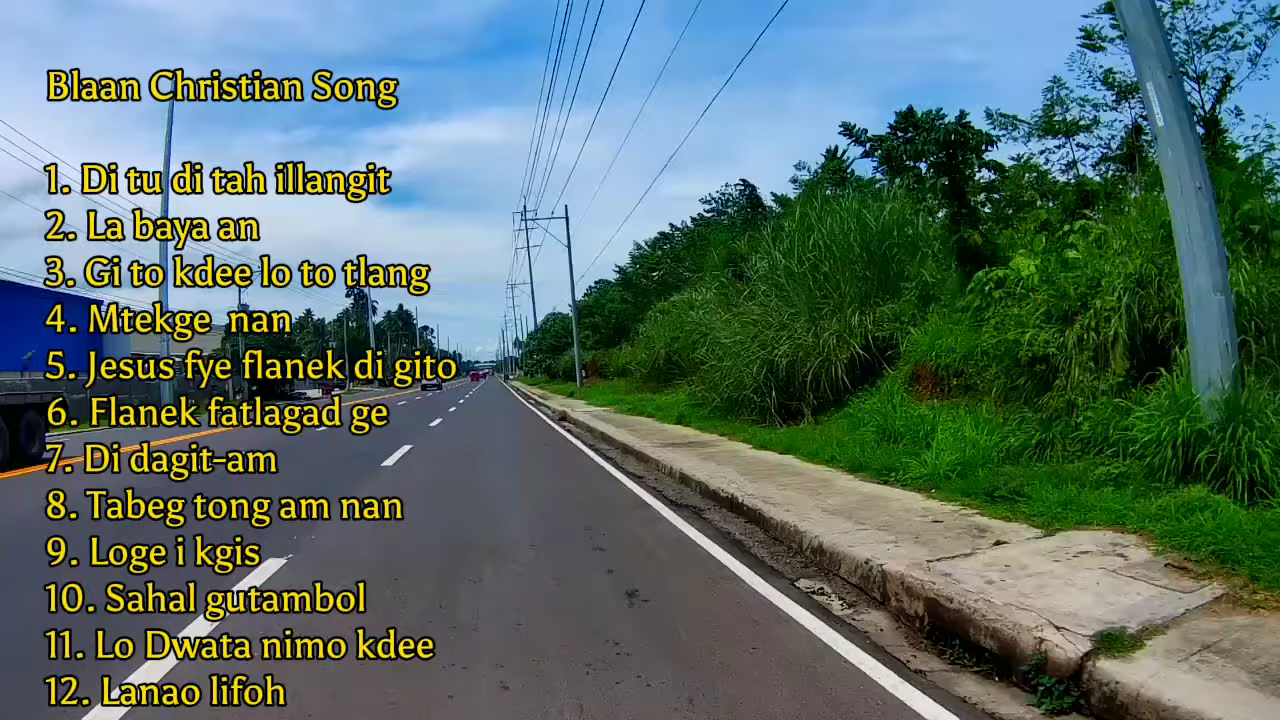 Blaan Christian Song
1. Di tu di tah illangit
2. La baya an
3. Gi to kdee lo to tlang
4. Mtekge nan
5. Jesus fye flanek di gito
6. Flanek fatlagad ge
7. Di dagit-am
8. Tabeg tong am nan
9. Loge i kgis
10. Sahal gutambol
11. Lo Dwata nimo kdee
12. Lanao lifoh